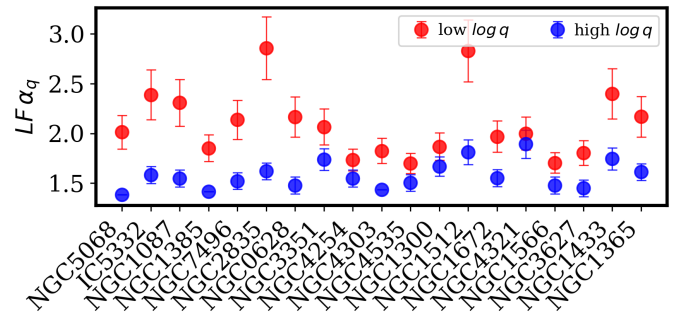 low log q
high log q
LF α_q
3.0
2.5
2.0
1.5
NGC5068
IC5332
NGC1087
NGC1385
NGC7496
NGC2835
NGC0628
NGC3351
NGC4254
NGC4303
NGC4535
NGC1300
NGC1512
NGC1672
NGC4321
NGC1566
NGC3627
NGC1433
NGC1365